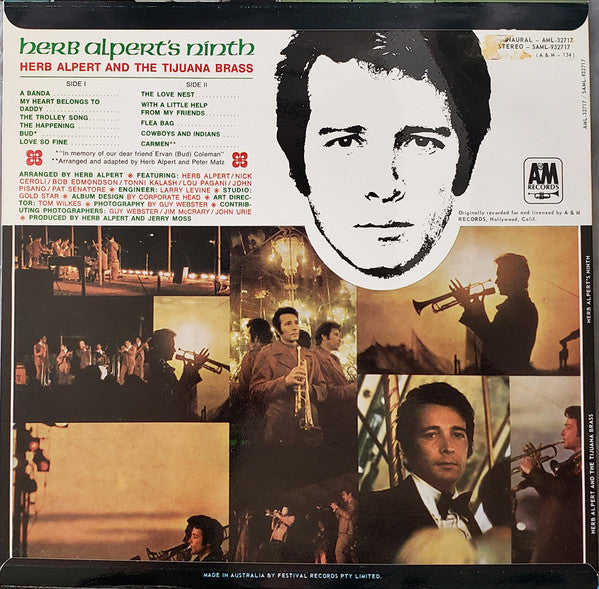 herb alpert's ninth
HERB ALPERT AND THE TIJUANA BRASS
NAURAL – AML-32717
STEREO – SAML-932717
(A & M – 134)
SIDE I
A BANDA
MY HEART BELONGS TO
DADDY
THE TROLLEY SONG
THE HAPPENING
BUD*
LOVE SO FINE
SIDE II
THE LOVE NEST
WITH A LITTLE HELP
FROM MY FRIENDS
FLEA BAG
COWBOYS AND INDIANS
CARMEN**
*"In memory of our dear friend Ervan (Bud) Coleman"
**Arranged and adapted by Herb Alpert and Peter Matz
ARRANGED BY HERB ALPERT ❋ FEATURING: HERB ALPERT/NICK
CEROLI/BOB EDMONDSON/TONNI KALASH/LOU PAGANI/JOHN
PISANO/PAT SENATORE ❋ ENGINEER: LARRY LEVINE ❋ STUDIO:
GOLD STAR ❋ ALBUM DESIGN BY CORPORATE HEAD ❋ ART DIREC-
TOR: TOM WILKES ❋ PHOTOGRAPHY BY GUY WEBSTER ❋ CONTRIB-
UTING PHOTOGRAPHERS: GUY WEBSTER/JIM McCRARY/JOHN URIE
❋ PRODUCED BY HERB ALPERT AND JERRY MOSS
A&M
RECORDS
Originally recorded for and licensed by A & M
RECORDS, Hollywood, Calif.
AML-32717 / SAML-932717
HERB ALPERT'S NINTH
HERB ALPERT AND THE TIJUANA BRASS
MADE IN AUSTRALIA BY FESTIVAL RECORDS PTY LIMITED.